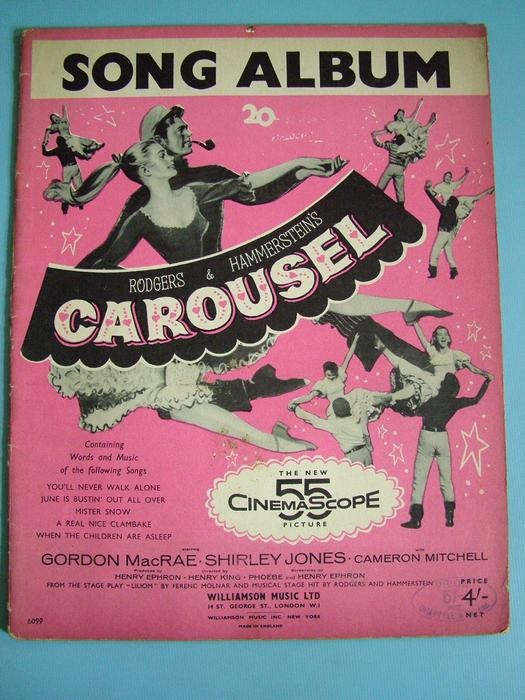 SONG ALBUM
20
RODGERS & HAMMERSTEIN'S
CAROUSEL
Containing
Words and Music
of the following Songs
YOU'LL NEVER WALK ALONE
JUNE IS BUSTIN' OUT ALL OVER
MISTER SNOW
A REAL NICE CLAMBAKE
WHEN THE CHILDREN ARE ASLEEP
THE NEW
CINEMASCOPE 55
PICTURE
starring with
GORDON MacRAE · SHIRLEY JONES · CAMERON MITCHELL
Produced by Directed by Screenplay by
HENRY EPHRON · HENRY KING · PHOEBE and HENRY EPHRON
FROM THE STAGE PLAY "LILIOM" BY FERENC MOLNAR AND MUSICAL STAGE HIT BY RODGERS AND HAMMERSTEIN
WILLIAMSON MUSIC LTD
14 ST. GEORGE ST., LONDON W.1
WILLIAMSON MUSIC INC. NEW YORK
MADE IN ENGLAND
PRICE
4/-
NET
6099